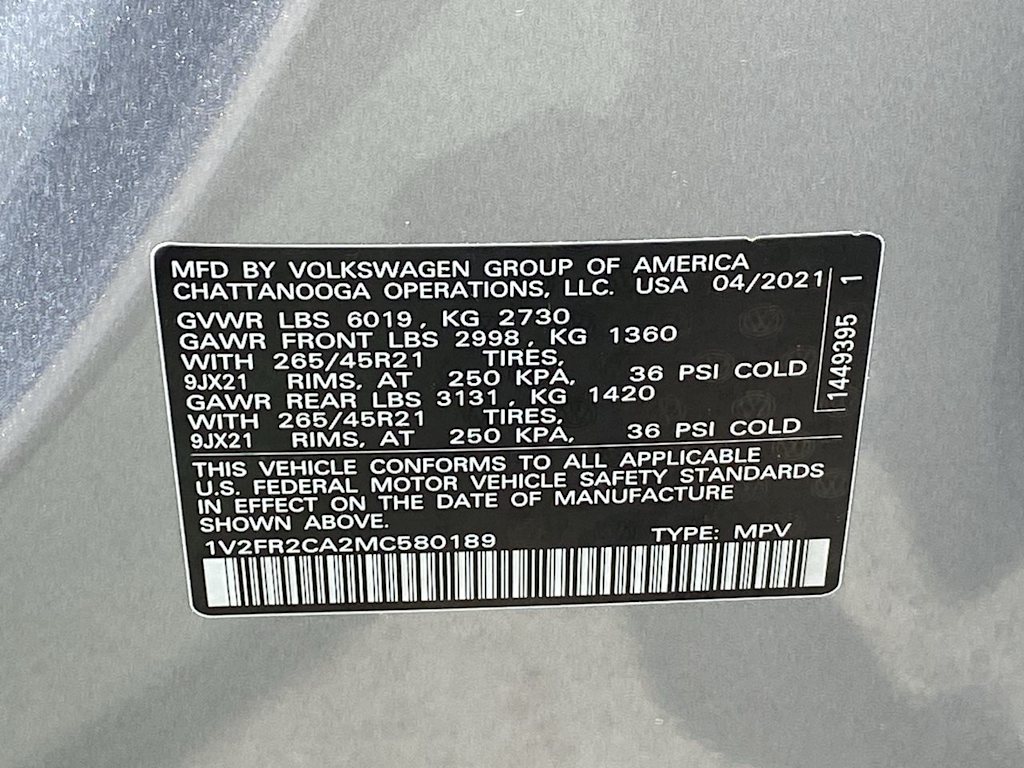 MFD BY VOLKSWAGEN GROUP OF AMERICA
CHATTANOOGA OPERATIONS, LLC. USA 04/2021
GVWR LBS 6019, KG 2730
GAWR FRONT LBS 2998, KG 1360
WITH 265/45R21 TIRES,
9JX21 RIMS, AT 250 KPA, 36 PSI COLD
GAWR REAR LBS 3131, KG 1420
WITH 265/45R21 TIRES,
9JX21 RIMS, AT 250 KPA, 36 PSI COLD
1449395 1
THIS VEHICLE CONFORMS TO ALL APPLICABLE
U.S. FEDERAL MOTOR VEHICLE SAFETY STANDARDS
IN EFFECT ON THE DATE OF MANUFACTURE
SHOWN ABOVE.
1V2FR2CA2MC580189 TYPE: MPV